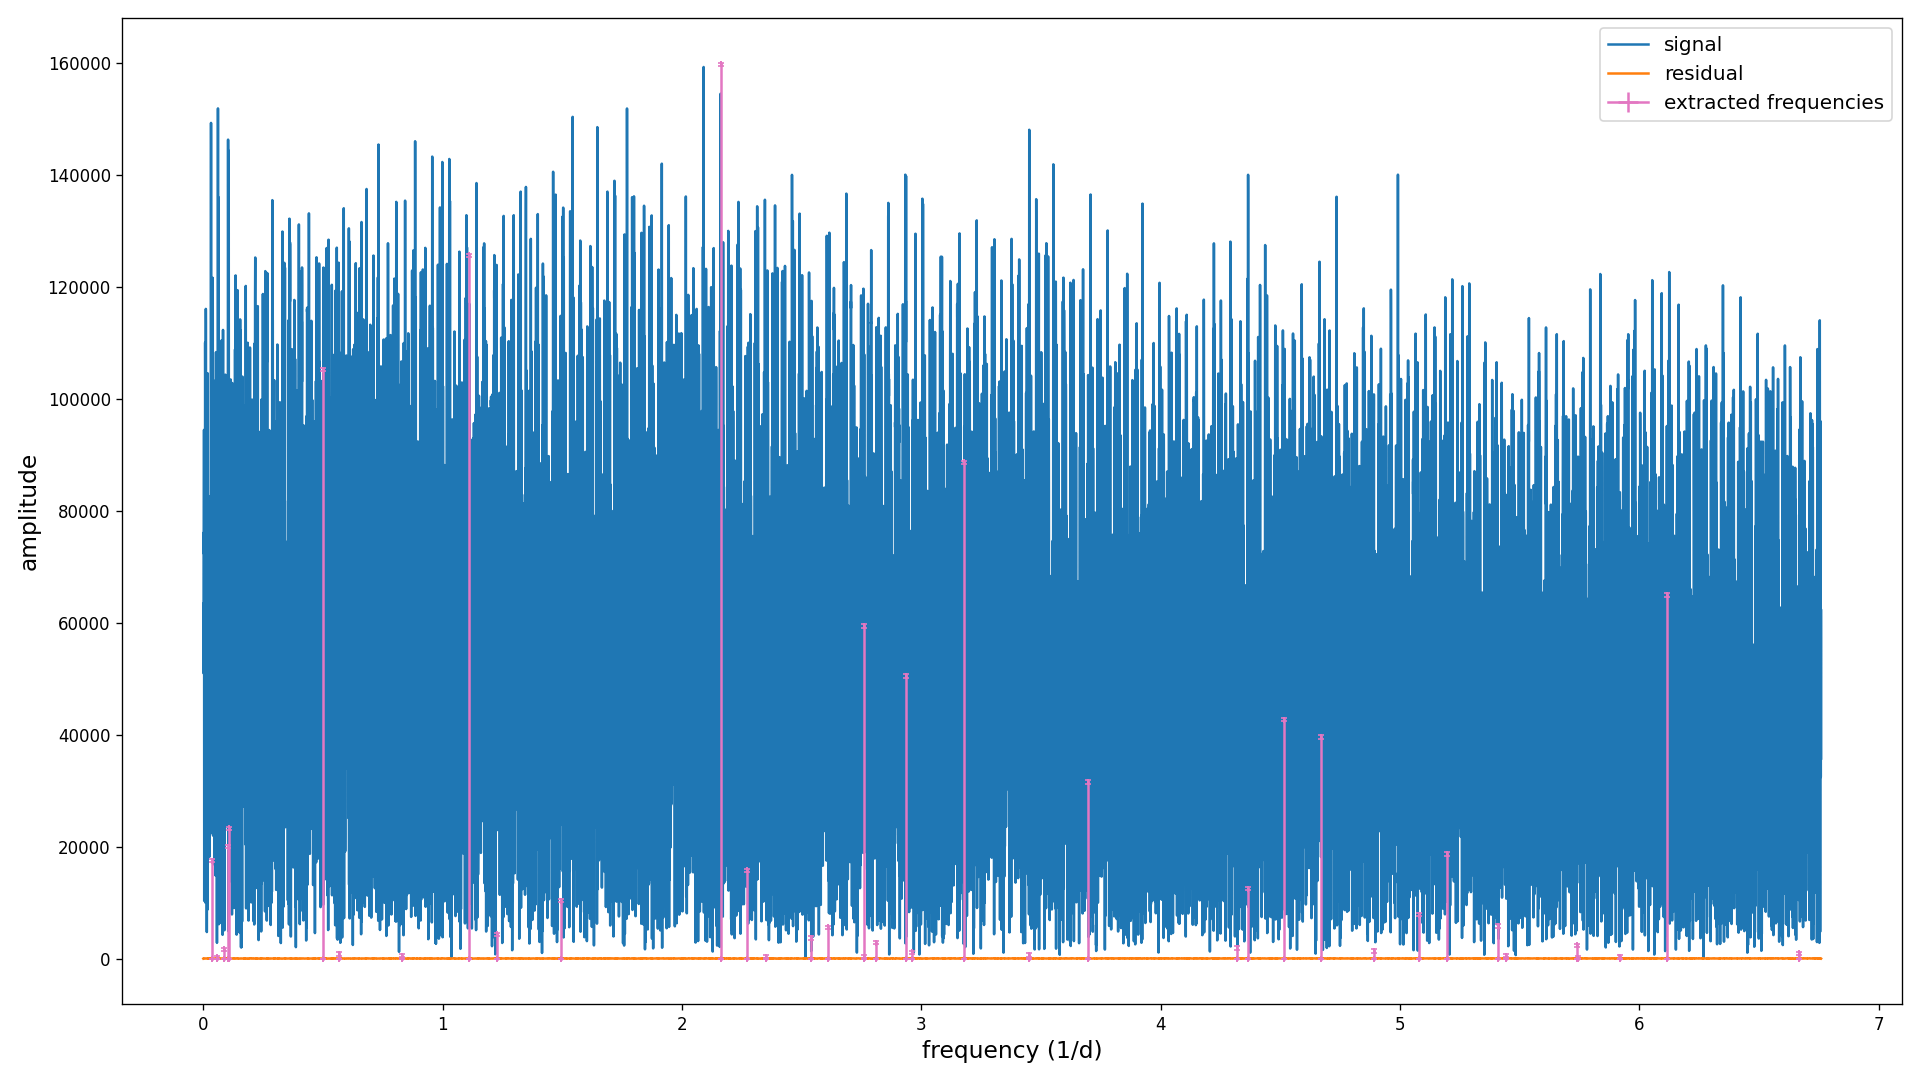 signal
residual
extracted frequencies
160000
140000
120000
100000
80000
60000
40000
20000
0
amplitude
0 1 2 3 4 5 6 7
frequency (1/d)